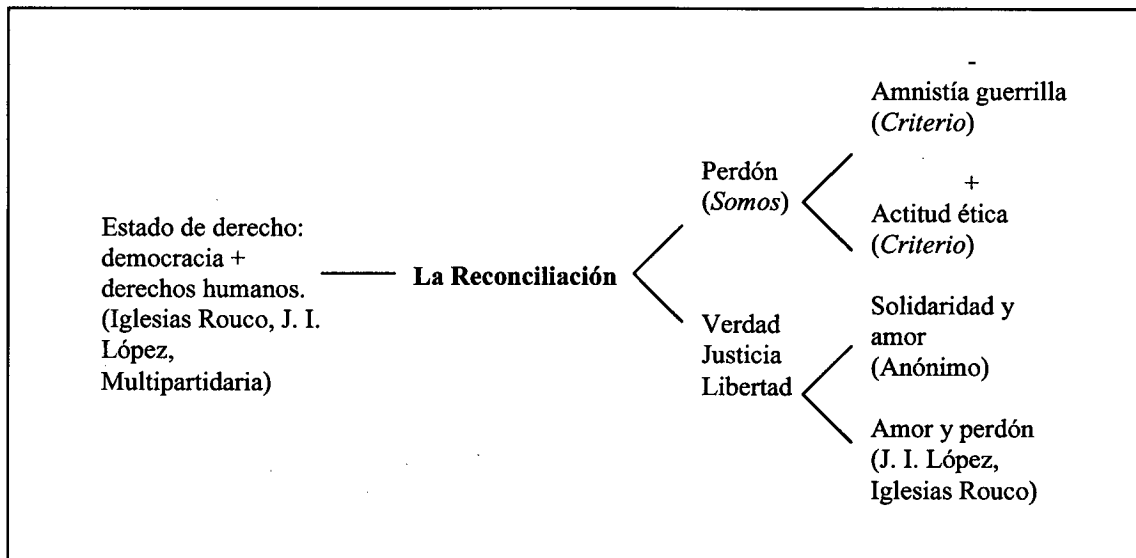 -
Amnistía guerrilla
(Criterio)
Perdón
(Somos)
+
Actitud ética
(Criterio)
Estado de derecho:
democracia +
derechos humanos.
(Iglesias Rouco, J. I.
López,
Multipartidaria)
La Reconciliación
Verdad
Justicia
Libertad
Solidaridad y
amor
(Anónimo)
Amor y perdón
(J. I. López,
Iglesias Rouco)